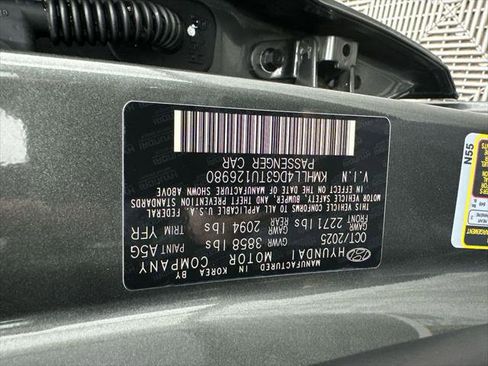 MANUFACTURED IN KOREA BY
HYUNDAI MOTOR COMPANY
OCT/2025 GVWR 3858 lbs PAINT A5G
GAWR FRONT 2271 lbs GAWR REAR 2094 lbs TRIM YFR
THIS VEHICLE CONFORMS TO ALL APPLICABLE U.S.A. FEDERAL
MOTOR VEHICLE SAFETY, BUMPER, AND THEFT PREVENTION STANDARDS
IN EFFECT ON THE DATE OF MANUFACTURE SHOWN ABOVE
V.I.N KMHLL4DG3TU126980
PASSENGER CAR
N55